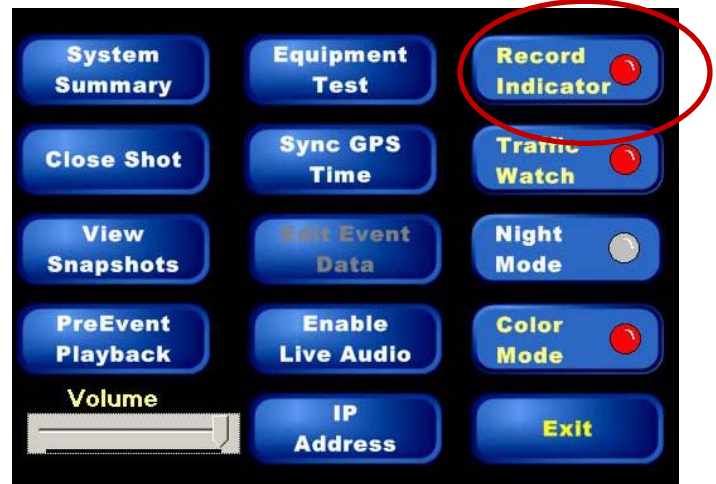 System
Summary
Equipment
Test
Record
Indicator
Close Shot
Sync GPS
Time
Traffic
Watch
View
Snapshots
Edit Event
Data
Night
Mode
PreEvent
Playback
Enable
Live Audio
Color
Mode
Volume
IP
Address
Exit